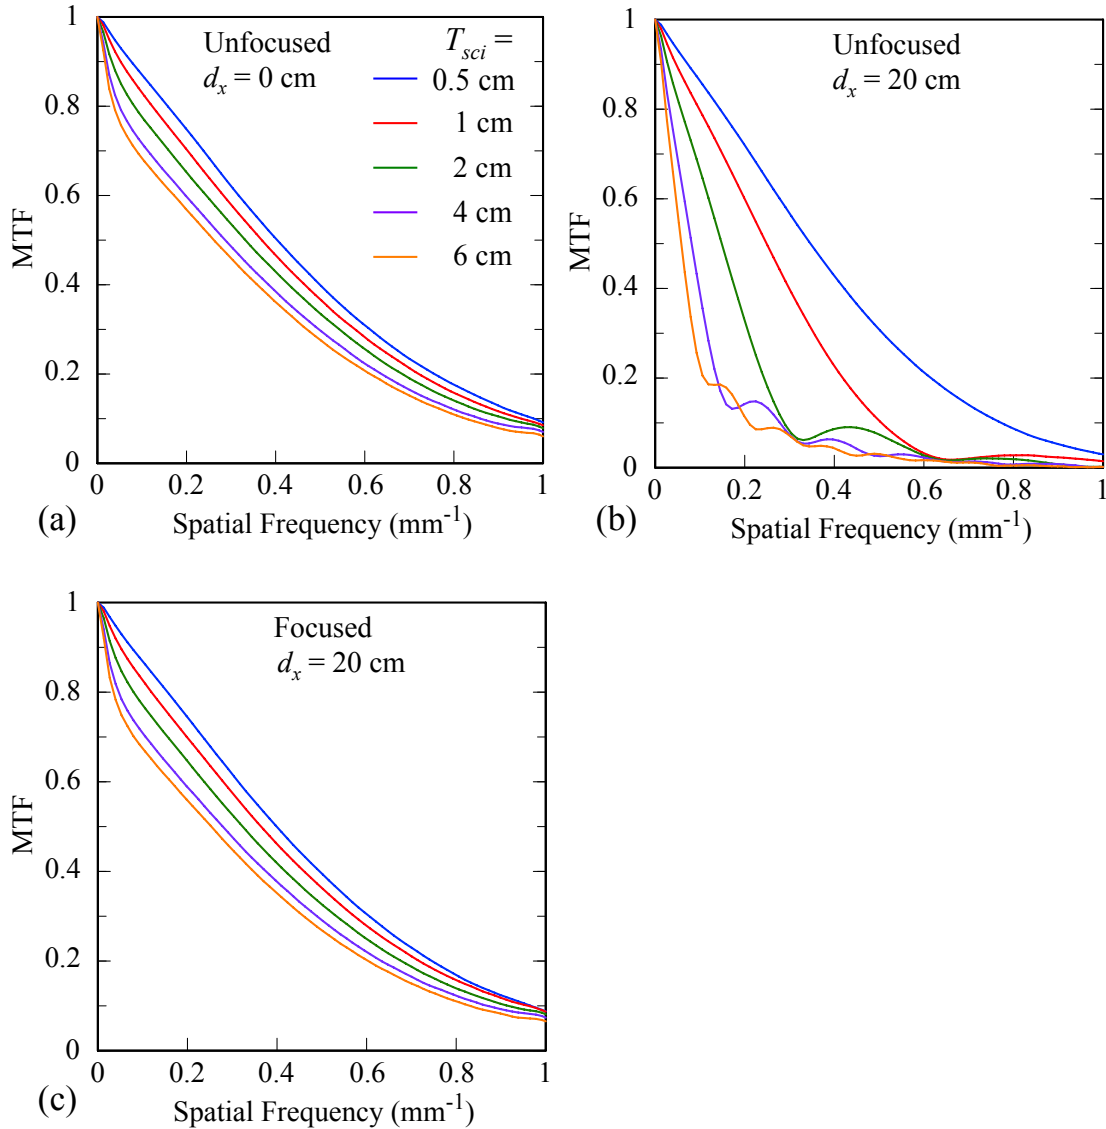 Unfocused
d_x = 0 cm
T_sci =
0.5 cm
1 cm
2 cm
4 cm
6 cm
1
0.8
0.6
0.4
0.2
0
MTF
0 0.2 0.4 0.6 0.8 1
Spatial Frequency (mm⁻¹)
(a)
Unfocused
d_x = 20 cm
1
0.8
0.6
0.4
0.2
0
MTF
0 0.2 0.4 0.6 0.8 1
Spatial Frequency (mm⁻¹)
(b)
Focused
d_x = 20 cm
1
0.8
0.6
0.4
0.2
0
MTF
0 0.2 0.4 0.6 0.8 1
Spatial Frequency (mm⁻¹)
(c)